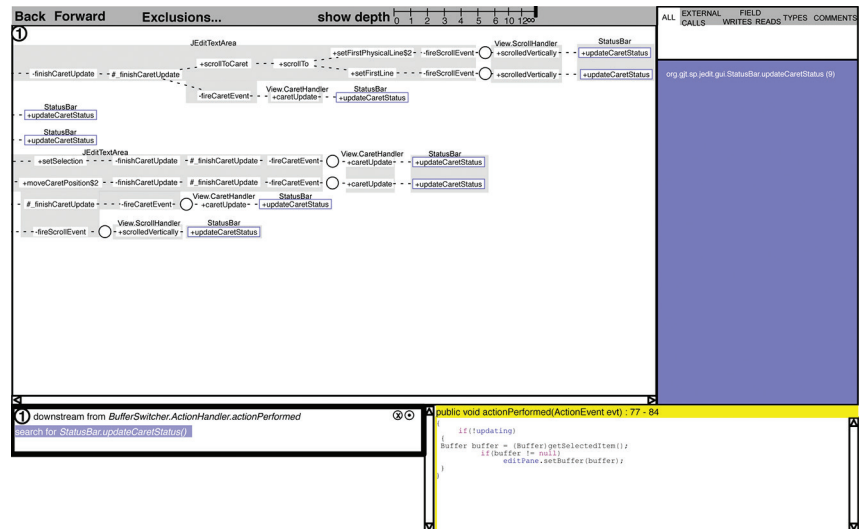 Back Forward Exclusions... show depth 0 1 2 3 4 5 6 10 12∞
ALL EXTERNAL CALLS FIELD WRITES READS TYPES COMMENTS
1
JEditTextArea
+setFirstPhysicalLine$2 -fireScrollEvent View.ScrollHandler +scrolledVertically StatusBar +updateCaretStatus
+scrollToCaret +scrollTo
-finishCaretUpdate #_finishCaretUpdate +setFirstLine -fireScrollEvent +scrolledVertically +updateCaretStatus
-fireCaretEvent View.CaretHandler +caretUpdate StatusBar +updateCaretStatus
StatusBar
+updateCaretStatus
StatusBar
+updateCaretStatus
JEditTextArea View.CaretHandler StatusBar
+setSelection -finishCaretUpdate #_finishCaretUpdate -fireCaretEvent +caretUpdate +updateCaretStatus
+moveCaretPosition$2 -finishCaretUpdate #_finishCaretUpdate -fireCaretEvent +caretUpdate +updateCaretStatus
View.CaretHandler StatusBar
#_finishCaretUpdate -fireCaretEvent +caretUpdate +updateCaretStatus
View.ScrollHandler StatusBar
-fireScrollEvent +scrolledVertically +updateCaretStatus
org.gjt.sp.jedit.gui.StatusBar.updateCaretStatus (9)
1 downstream from BufferSwitcher.ActionHandler.actionPerformed
search for StatusBar.updateCaretStatus()
public void actionPerformed(ActionEvent evt) : 77 - 84
{
if(!updating)
{
Buffer buffer = (Buffer)getSelectedItem();
if(buffer != null)
editPane.setBuffer(buffer);
}
}